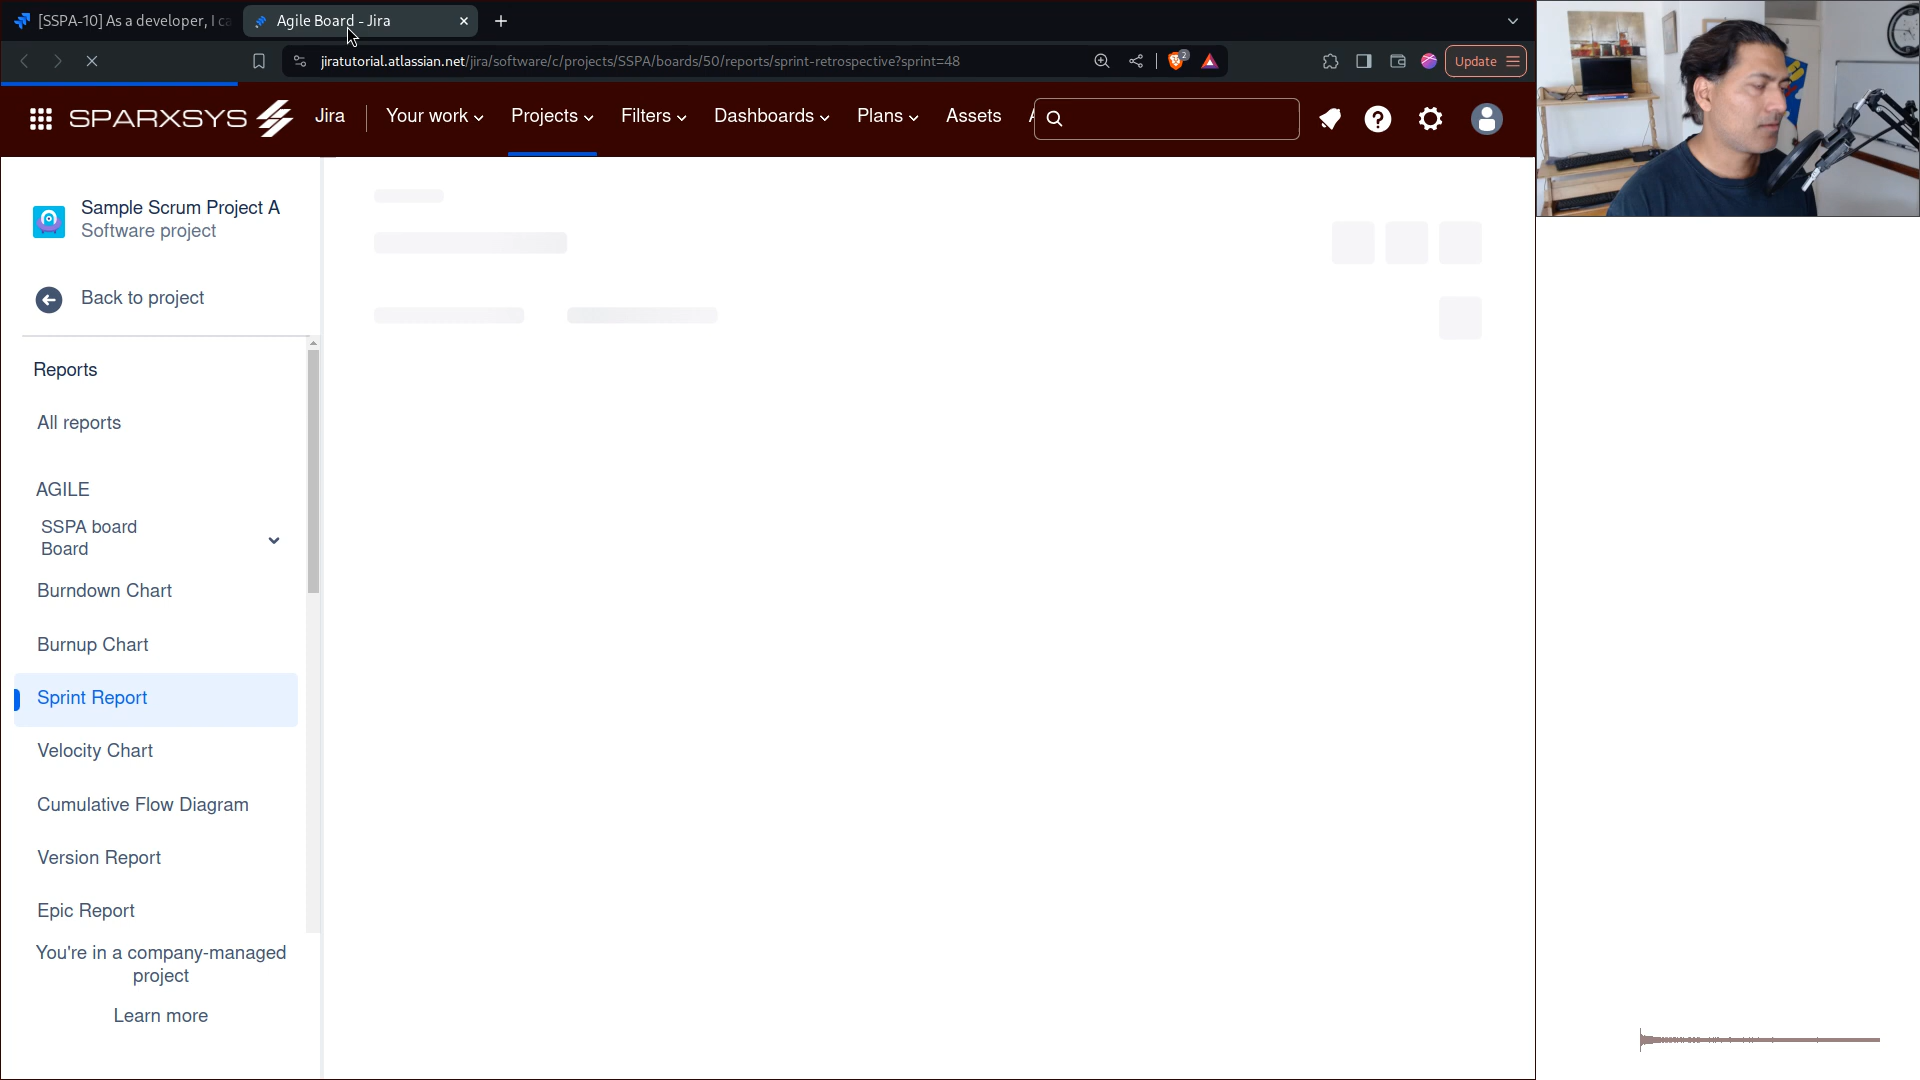 [SSPA-10] As a developer, I ca
Agile Board - Jira
jiratutorial.atlassian.net/jira/software/c/projects/SSPA/boards/50/reports/sprint-retrospective?sprint=48
2
Update
SPARXSYS
Jira
Your work
Projects
Filters
Dashboards
Plans
Assets
Sample Scrum Project A
Software project
Back to project
Reports
All reports
AGILE
SSPA board
Board
Burndown Chart
Burnup Chart
Sprint Report
Velocity Chart
Cumulative Flow Diagram
Version Report
Epic Report
You're in a company-managed
project
Learn more